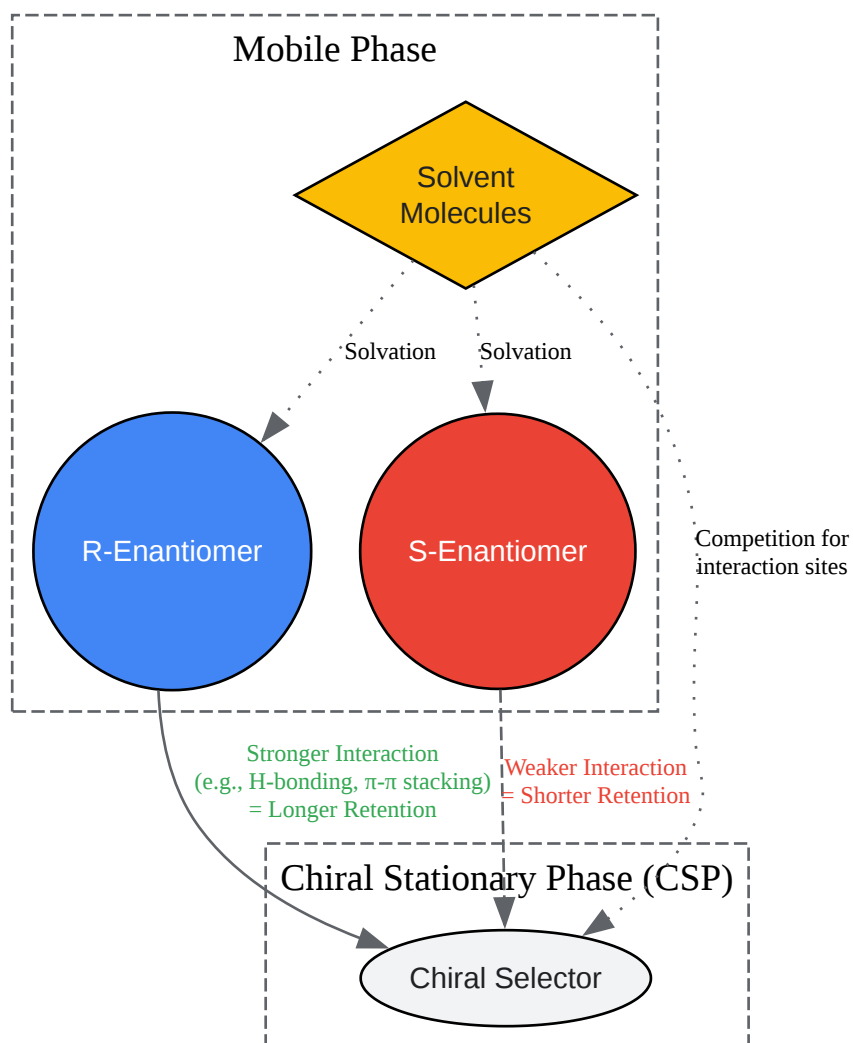 Mobile Phase
Solvent
Molecules
Solvation
Solvation
R-Enantiomer
S-Enantiomer
Competition for
interaction sites
Stronger Interaction
(e.g., H-bonding, π-π stacking)
= Longer Retention
Weaker Interaction
= Shorter Retention
Chiral Stationary Phase (CSP)
Chiral Selector